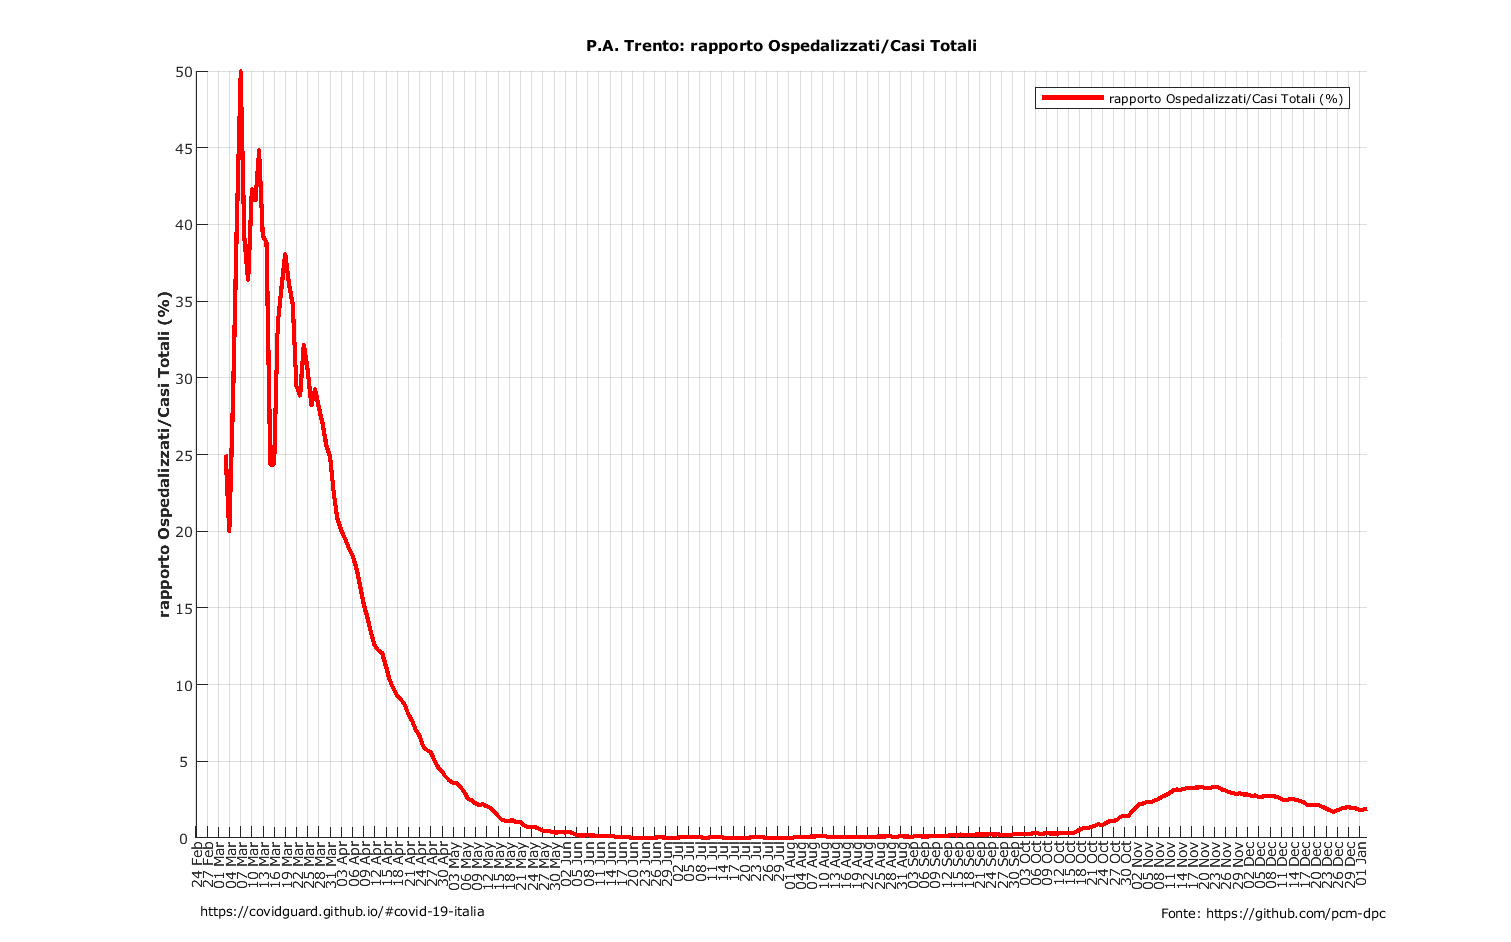 P.A. Trento: rapporto Ospedalizzati/Casi Totali
rapporto Ospedalizzati/Casi Totali (%)
rapporto Ospedalizzati/Casi Totali (%)
50
45
40
35
30
25
20
15
10
5
0
24 Feb
27 Feb
01 Mar
04 Mar
07 Mar
10 Mar
13 Mar
16 Mar
19 Mar
22 Mar
25 Mar
28 Mar
31 Mar
03 Apr
06 Apr
09 Apr
12 Apr
15 Apr
18 Apr
21 Apr
24 Apr
27 Apr
30 Apr
03 May
06 May
09 May
12 May
15 May
18 May
21 May
24 May
27 May
30 May
02 Jun
05 Jun
08 Jun
11 Jun
14 Jun
17 Jun
20 Jun
23 Jun
26 Jun
29 Jun
02 Jul
05 Jul
08 Jul
11 Jul
14 Jul
17 Jul
20 Jul
23 Jul
26 Jul
29 Jul
01 Aug
04 Aug
07 Aug
10 Aug
13 Aug
16 Aug
19 Aug
22 Aug
25 Aug
28 Aug
31 Aug
03 Sep
06 Sep
09 Sep
12 Sep
15 Sep
18 Sep
21 Sep
24 Sep
27 Sep
30 Sep
03 Oct
06 Oct
09 Oct
12 Oct
15 Oct
18 Oct
21 Oct
24 Oct
27 Oct
30 Oct
02 Nov
05 Nov
08 Nov
11 Nov
14 Nov
17 Nov
20 Nov
23 Nov
26 Nov
29 Nov
02 Dec
05 Dec
08 Dec
11 Dec
14 Dec
17 Dec
20 Dec
23 Dec
26 Dec
29 Dec
01 Jan
https://covidguard.github.io/#covid-19-italia
Fonte: https://github.com/pcm-dpc